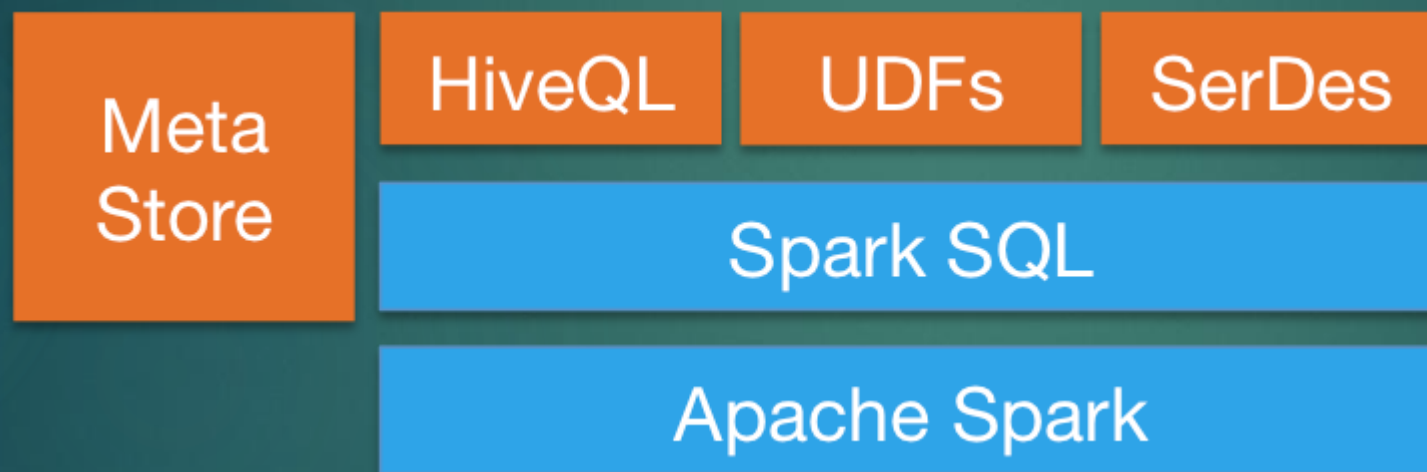 Meta
Store
HiveQL
UDFs
SerDes
Spark SQL
Apache Spark